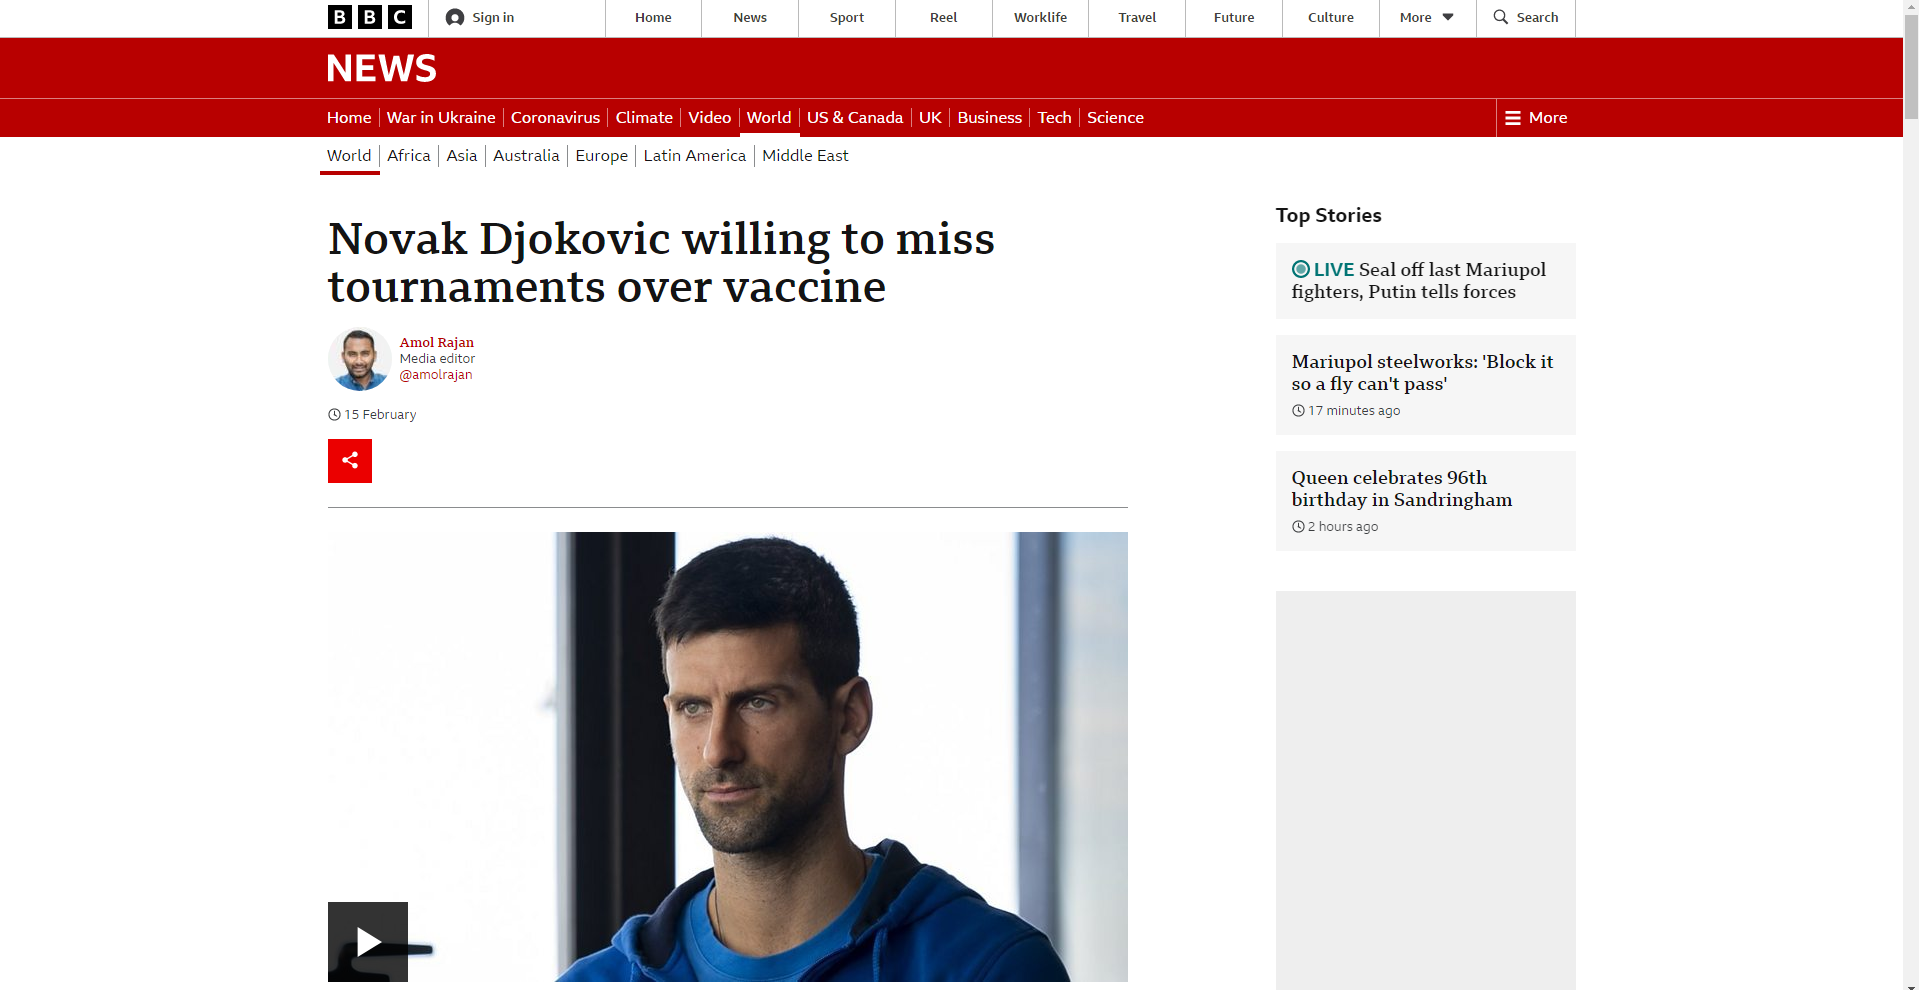 BBC
Sign in
Home
News
Sport
Reel
Worklife
Travel
Future
Culture
More
Search
NEWS
Home
War in Ukraine
Coronavirus
Climate
Video
World
US & Canada
UK
Business
Tech
Science
More
World
Africa
Asia
Australia
Europe
Latin America
Middle East
Novak Djokovic willing to miss
tournaments over vaccine
Amol Rajan
Media editor
@amolrajan
15 February
Top Stories
LIVE Seal off last Mariupol
fighters, Putin tells forces
Mariupol steelworks: 'Block it
so a fly can't pass'
17 minutes ago
Queen celebrates 96th
birthday in Sandringham
2 hours ago